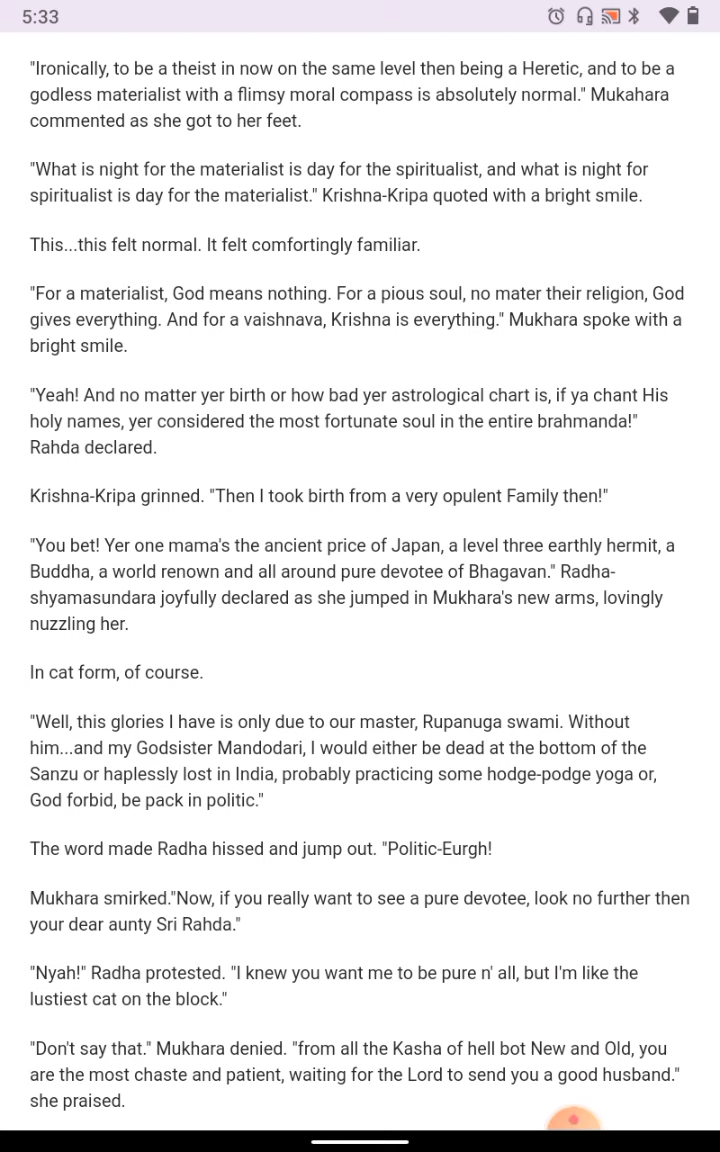 5:33
"Ironically, to be a theist in now on the same level then being a Heretic, and to be a
godless materialist with a flimsy moral compass is absolutely normal." Mukahara
commented as she got to her feet.
"What is night for the materialist is day for the spiritualist, and what is night for
spiritualist is day for the materialist." Krishna-Kripa quoted with a bright smile.
This...this felt normal. It felt comfortingly familiar.
"For a materialist, God means nothing. For a pious soul, no mater their religion, God
gives everything. And for a vaishnava, Krishna is everything." Mukhara spoke with a
bright smile.
"Yeah! And no matter yer birth or how bad yer astrological chart is, if ya chant His
holy names, yer considered the most fortunate soul in the entire brahmanda!"
Rahda declared.
Krishna-Kripa grinned. "Then I took birth from a very opulent Family then!"
"You bet! Yer one mama's the ancient price of Japan, a level three earthly hermit, a
Buddha, a world renown and all around pure devotee of Bhagavan." Radha-
shyamasundara joyfully declared as she jumped in Mukhara's new arms, lovingly
nuzzling her.
In cat form, of course.
"Well, this glories I have is only due to our master, Rupanuga swami. Without
him...and my Godsister Mandodari, I would either be dead at the bottom of the
Sanzu or haplessly lost in India, probably practicing some hodge-podge yoga or,
God forbid, be pack in politic."
The word made Radha hissed and jump out. "Politic-Eurgh!
Mukhara smirked."Now, if you really want to see a pure devotee, look no further then
your dear aunty Sri Rahda."
"Nyah!" Radha protested. "I knew you want me to be pure n' all, but I'm like the
lustiest cat on the block."
"Don't say that." Mukhara denied. "from all the Kasha of hell bot New and Old, you
are the most chaste and patient, waiting for the Lord to send you a good husband."
she praised.